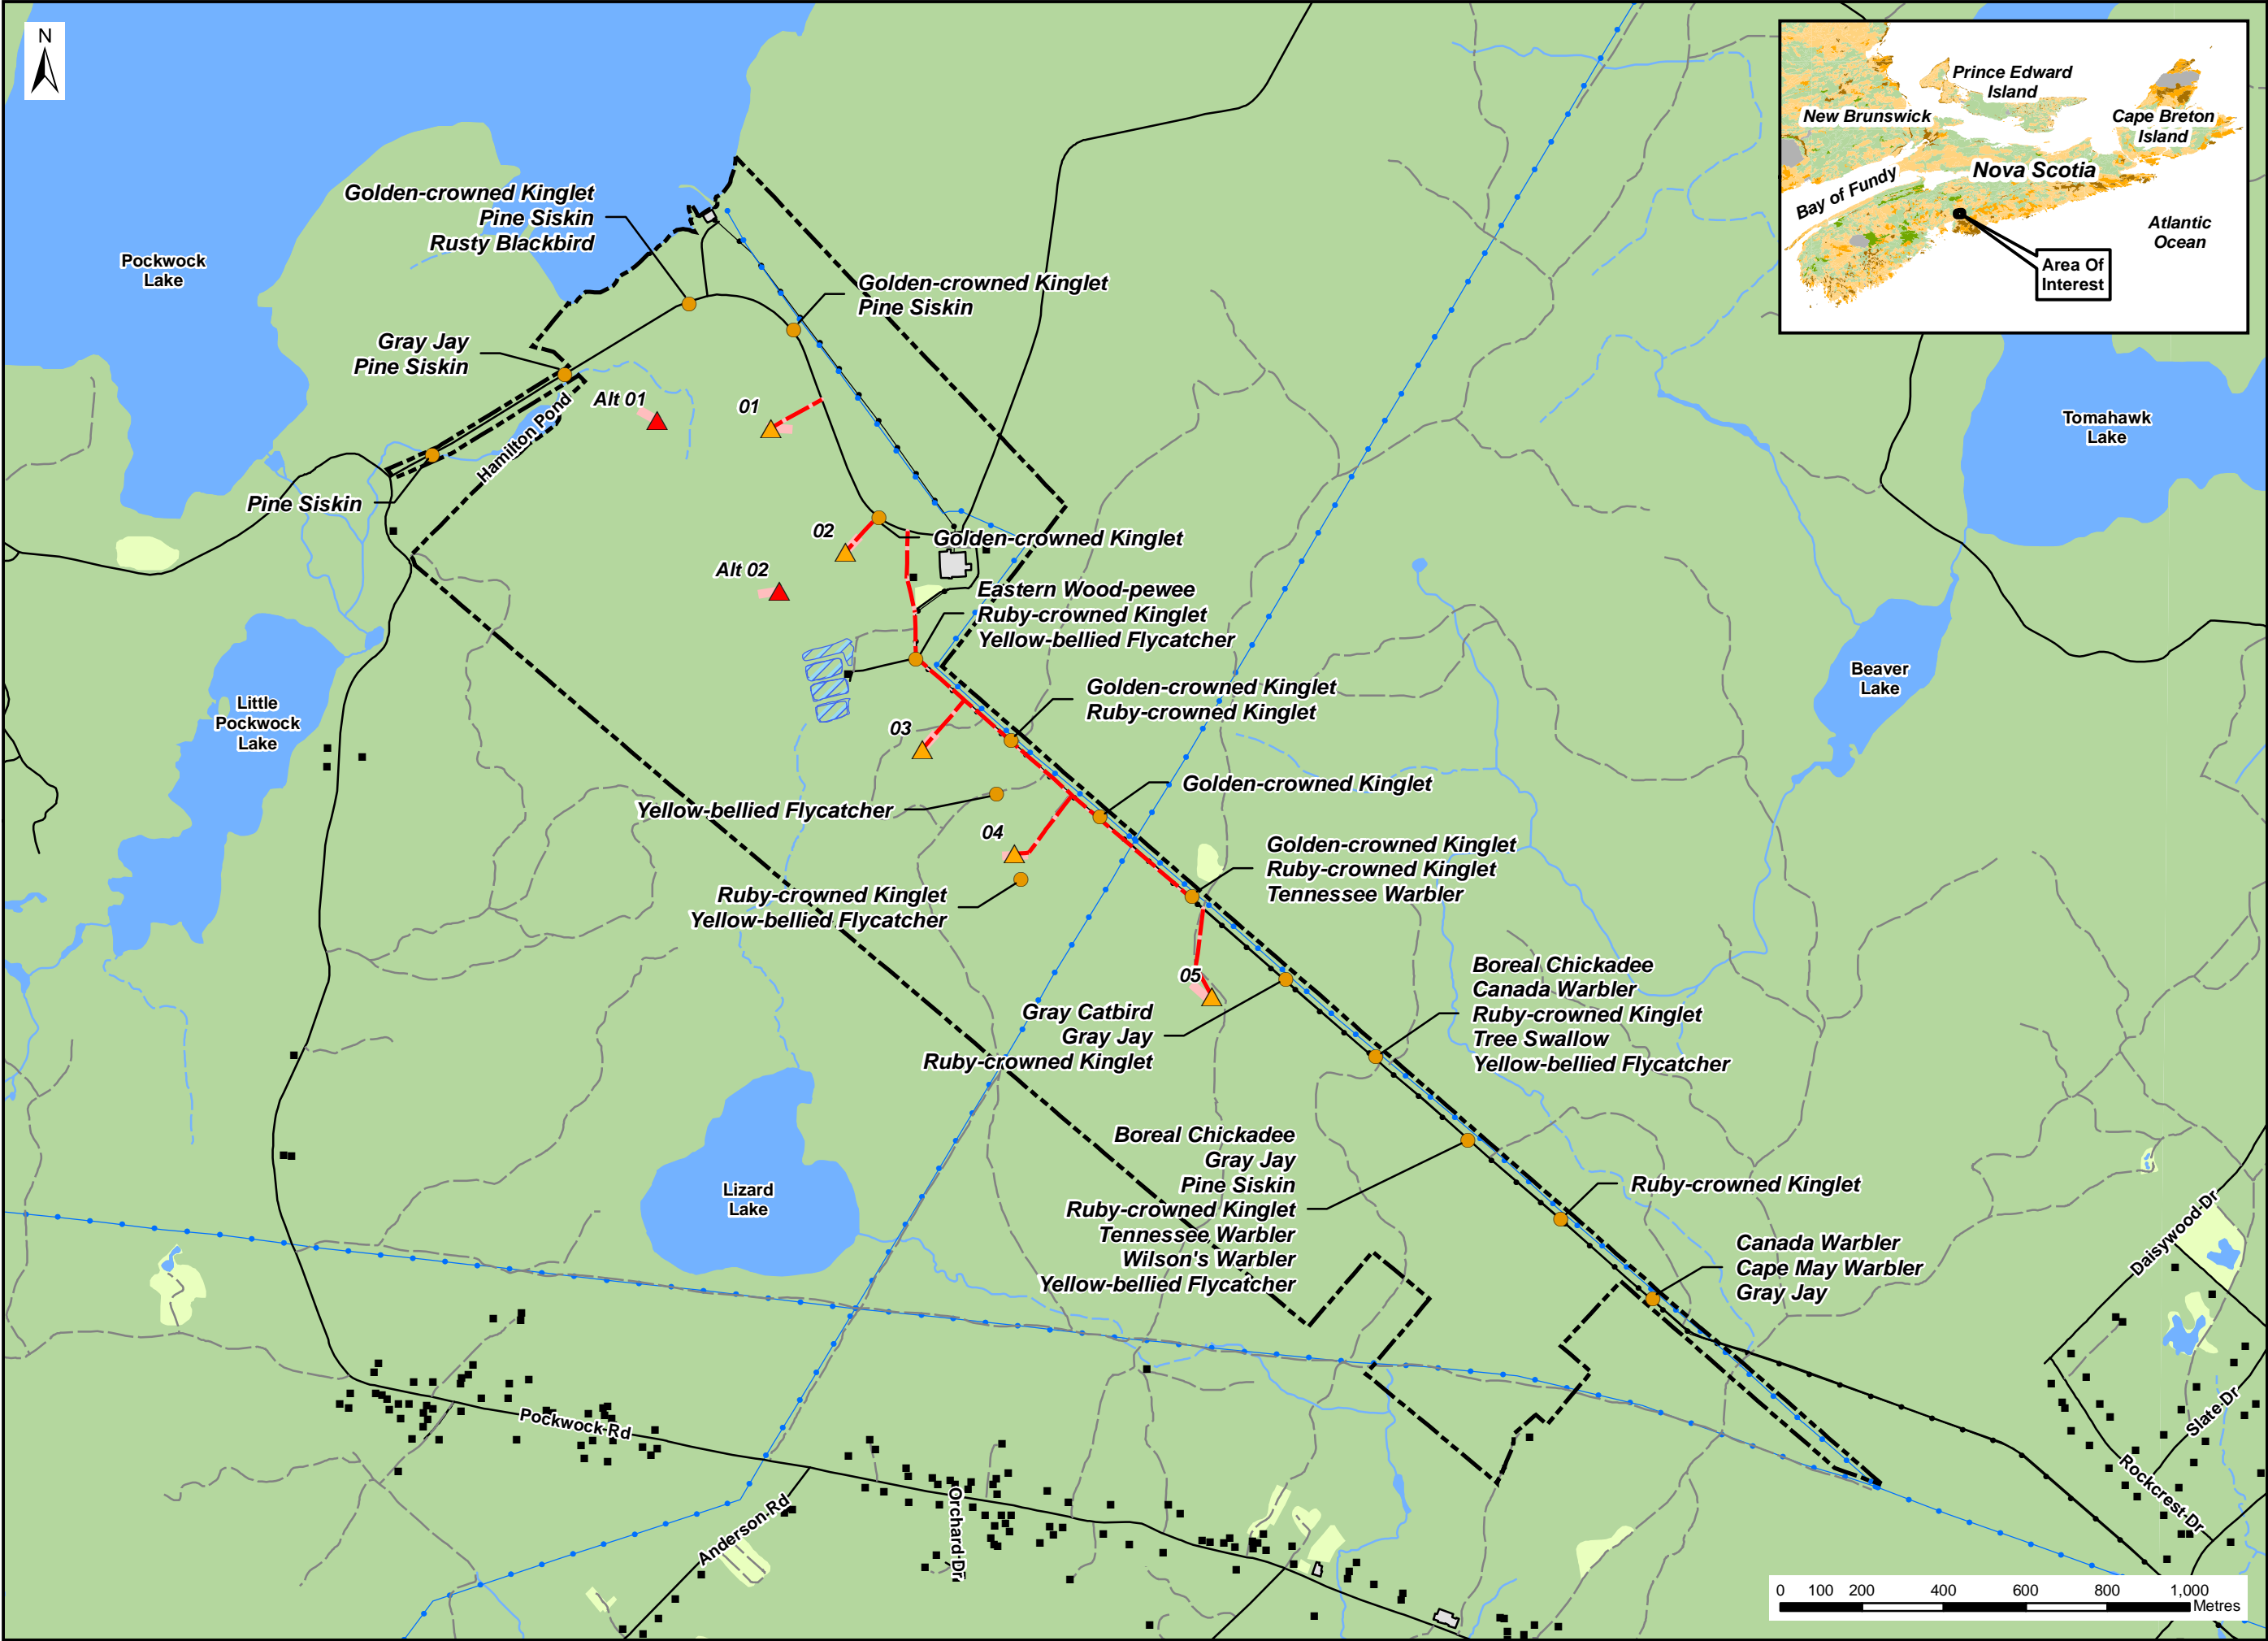 N
Prince Edward
Island
New Brunswick
Cape Breton
Island
Nova Scotia
Bay of Fundy
Atlantic
Ocean
Area Of
Interest
Golden-crowned Kinglet
Pine Siskin
Rusty Blackbird
Pockwock
Lake
Golden-crowned Kinglet
Pine Siskin
Gray Jay
Pine Siskin
Alt 01
01
Hamilton Pond
Tomahawk
Lake
Pine Siskin
02
Golden-crowned Kinglet
Alt 02
Eastern Wood-pewee
Ruby-crowned Kinglet
Yellow-bellied Flycatcher
Beaver
Lake
Little
Pockwock
Lake
Golden-crowned Kinglet
Ruby-crowned Kinglet
03
Golden-crowned Kinglet
Yellow-bellied Flycatcher
04
Golden-crowned Kinglet
Ruby-crowned Kinglet
Tennessee Warbler
Ruby-crowned Kinglet
Yellow-bellied Flycatcher
05
Boreal Chickadee
Canada Warbler
Ruby-crowned Kinglet
Tree Swallow
Yellow-bellied Flycatcher
Gray Catbird
Gray Jay
Ruby-crowned Kinglet
Boreal Chickadee
Gray Jay
Pine Siskin
Ruby-crowned Kinglet
Tennessee Warbler
Wilson's Warbler
Yellow-bellied Flycatcher
Lizard
Lake
Ruby-crowned Kinglet
Canada Warbler
Cape May Warbler
Gray Jay
Daisywood Dr
Slate Dr
Rockcrest Dr
Pockwock Rd
Anderson Rd
Orchard Dr
0 100 200 400 600 800 1,000
Metres